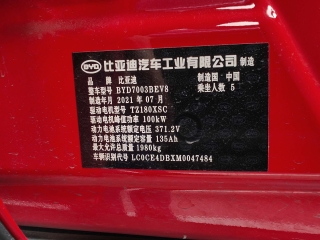 BYD 比亚迪汽车工业有限公司 制造
品牌 比亚迪 制造国 中国
整车型号 BYD7003BEV8 乘坐人数 5
制造年月 2021 年 07 月
驱动电机型号 TZ180XSC
驱动电机峰值功率 100kW
动力电池系统额定电压 371.2V
动力电池系统额定容量 135Ah
最大允许总质量 1980kg
车辆识别代号 LC0CE4DBXM0047484